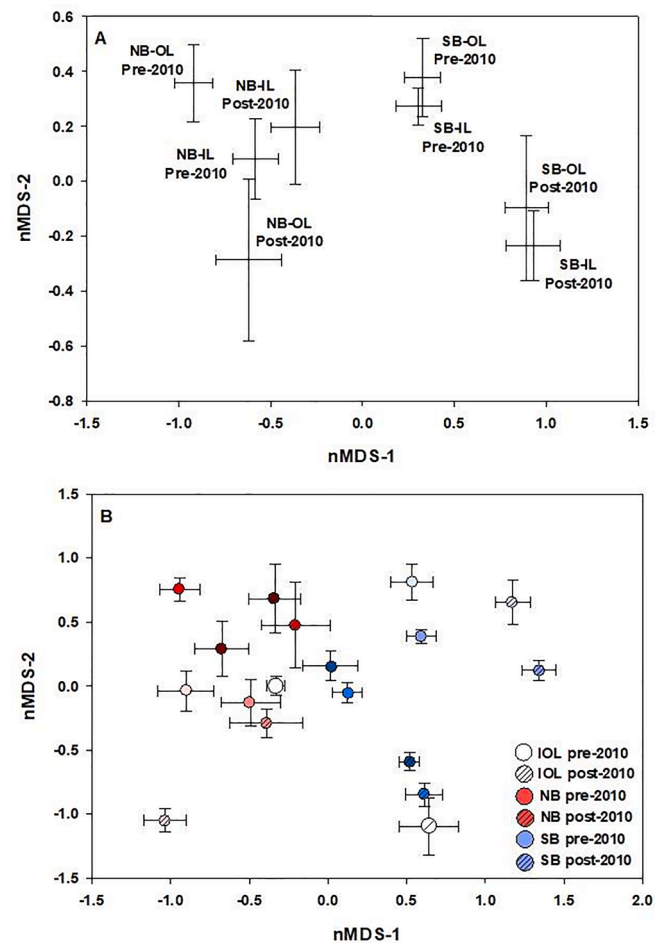 A
NB-OL
Pre-2010
NB-IL
Post-2010
NB-IL
Pre-2010
NB-OL
Post-2010
SB-OL
Pre-2010
SB-IL
Pre-2010
SB-OL
Post-2010
SB-IL
Post-2010
0.6
0.4
0.2
0.0
-0.2
-0.4
-0.6
-0.8
nMDS-2
-1.5 -1.0 -0.5 0.0 0.5 1.0 1.5
nMDS-1
B
1.5
1.0
0.5
0.0
-0.5
-1.0
-1.5
nMDS-2
IOL pre-2010
IOL post-2010
NB pre-2010
NB post-2010
SB pre-2010
SB post-2010
-1.5 -1.0 -0.5 0.0 0.5 1.0 1.5 2.0
nMDS-1